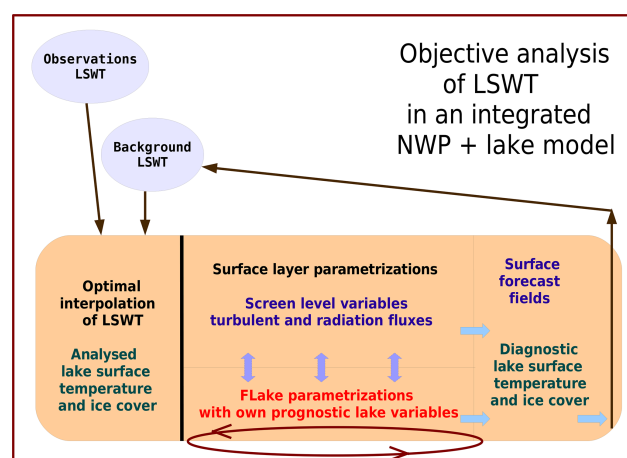 Objective analysis
of LSWT
in an integrated
NWP + lake model
Observations
LSWT
Background
LSWT
Optimal
interpolation
of LSWT
Analysed
lake surface
temperature
and ice cover
Surface layer parametrizations
Screen level variables
turbulent and radiation fluxes
FLake parametrizations
with own prognostic lake variables
Surface
forecast
fields
Diagnostic
lake surface
temperature
and ice cover